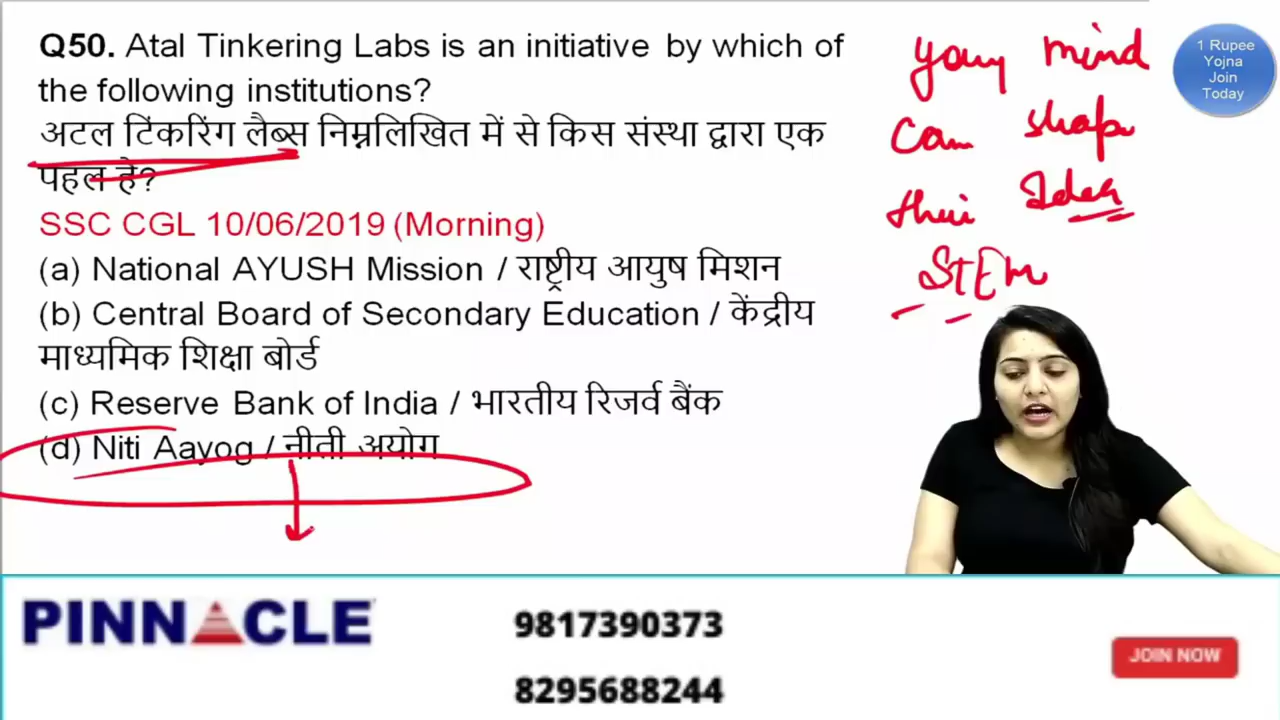 Q50. Atal Tinkering Labs is an initiative by which of
the following institutions?
अटल टिंकरिंग लैब्स निम्नलिखित में से किस संस्था द्वारा एक
पहल है?
SSC CGL 10/06/2019 (Morning)
(a) National AYUSH Mission / राष्ट्रीय आयुष मिशन
(b) Central Board of Secondary Education / केंद्रीय
माध्यमिक शिक्षा बोर्ड
(c) Reserve Bank of India / भारतीय रिजर्व बैंक
(d) Niti Aayog / नीती अयोग
mind
can shape
their Idea
STEM
1 Rupee
Yojna
Join
Today
PINNACLE
9817390373
8295688244
JOIN NOW